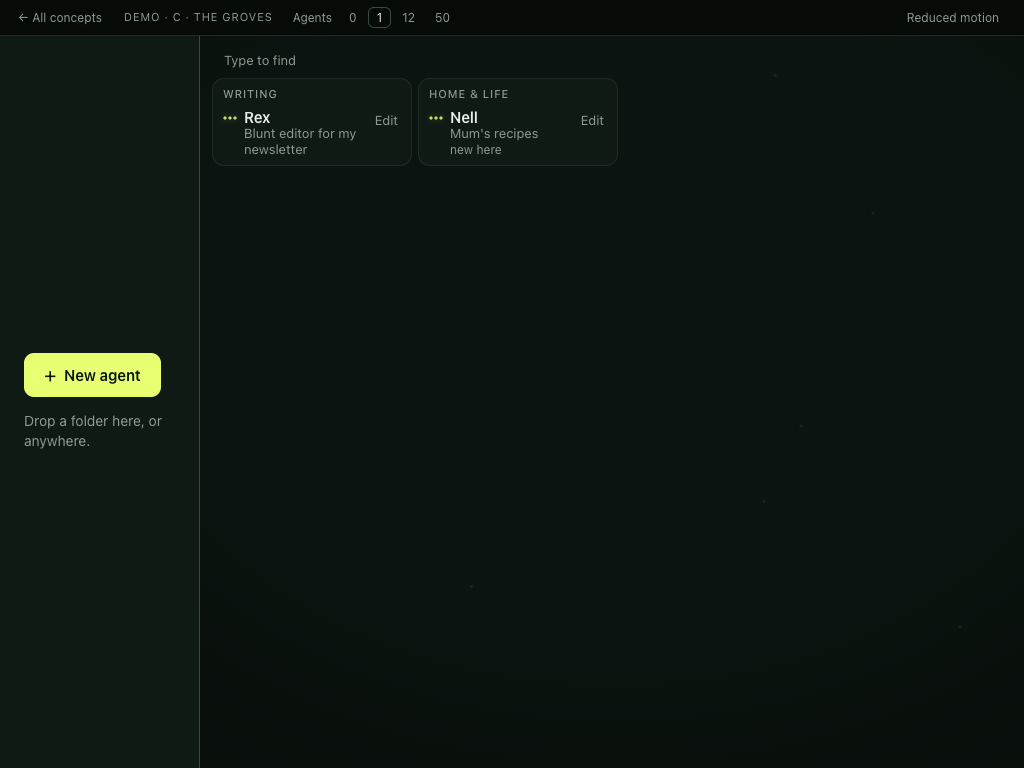 ← All concepts
DEMO · C · THE GROVES
Agents 0 1 12 50
Reduced motion
+ New agent
Drop a folder here, or
anywhere.
Type to find
WRITING
Rex
Edit
Blunt editor for my
newsletter
HOME & LIFE
Nell
Edit
Mum's recipes
new here